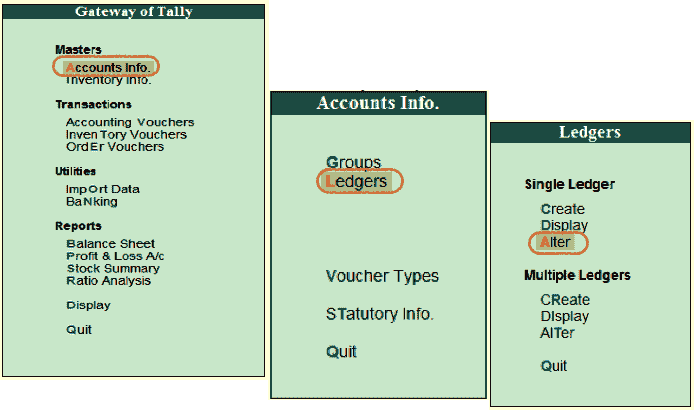 Gateway of Tally
Masters
Accounts Info.
Inventory Info.
Transactions
Accounting Vouchers
InvenTory Vouchers
OrdEr Vouchers
Utilities
ImpOrt Data
BaNking
Reports
Balance Sheet
Profit & Loss A/c
Stock Summary
Ratio Analysis
Display
Quit
Accounts Info.
Groups
Ledgers
Voucher Types
STatutory Info.
Quit
Ledgers
Single Ledger
Create
Display
Alter
Multiple Ledgers
CReate
DIsplay
AlTer
Quit